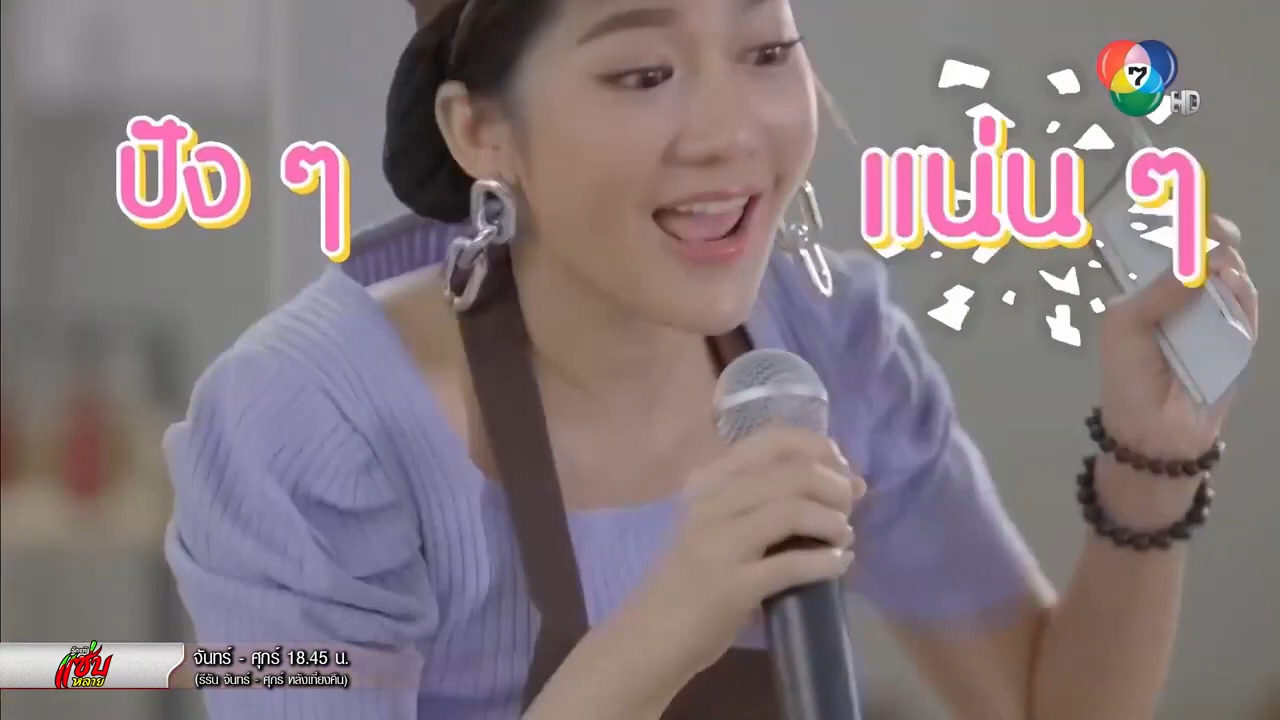 ปัง ๆ
แน่น ๆ
7
HD
แซ่บ
หลาย
จันทร์ - ศุกร์ 18.45 น.
(รีรัน จันทร์ - ศุกร์ หลังเที่ยงคืน)